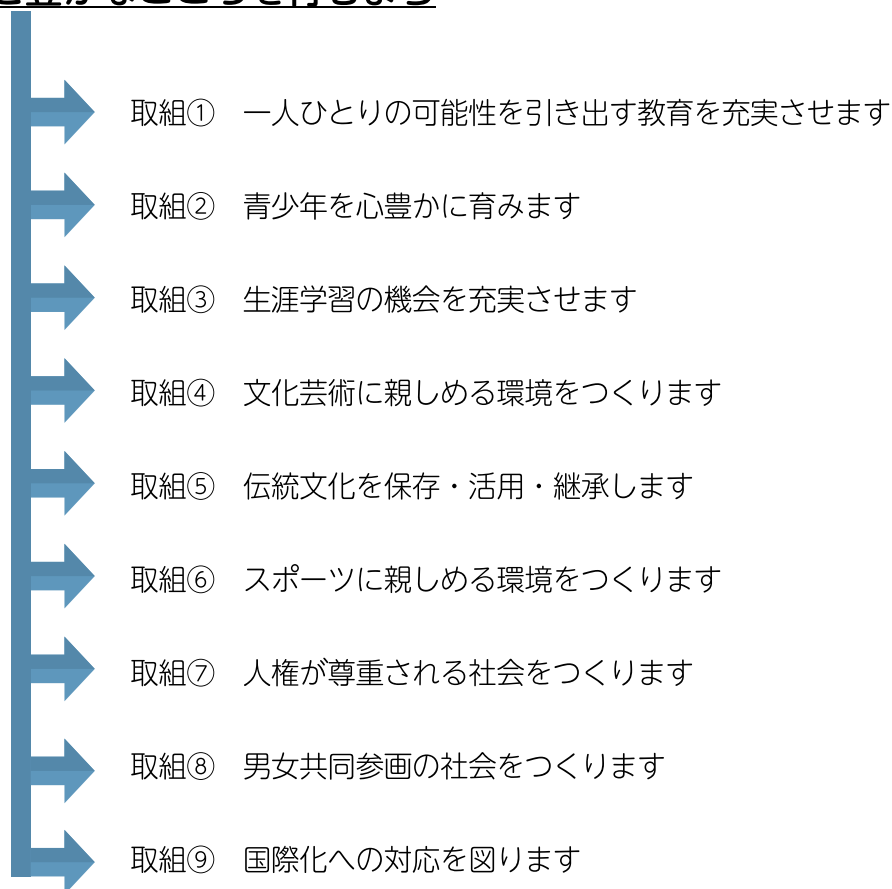 取組① 一人ひとりの可能性を引き出す教育を充実させます
取組② 青少年を心豊かに育みます
取組③ 生涯学習の機会を充実させます
取組④ 文化芸術に親しめる環境をつくります
取組⑤ 伝統文化を保存・活用・継承します
取組⑥ スポーツに親しめる環境をつくります
取組⑦ 人権が尊重される社会をつくります
取組⑧ 男女共同参画の社会をつくります
取組⑨ 国際化への対応を図ります